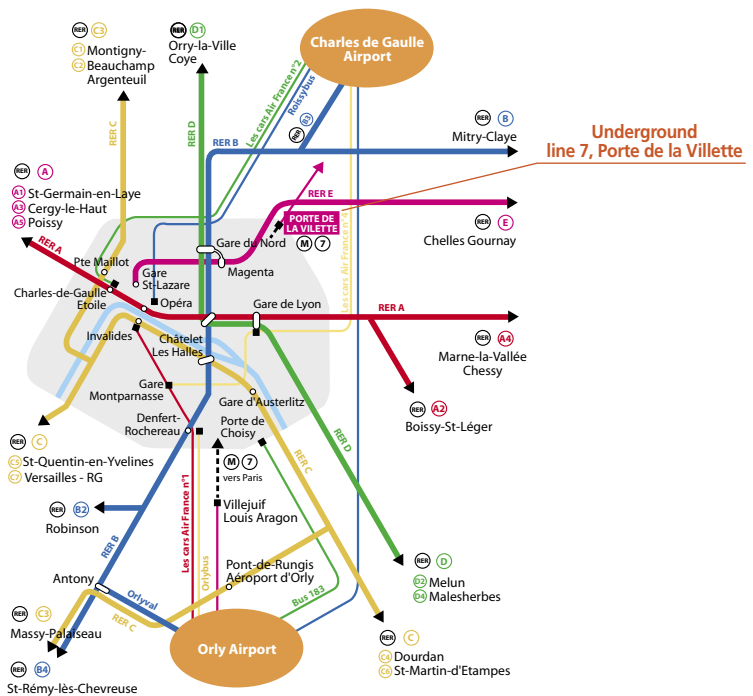 RER C3
C1 Montigny-
C2 Beauchamp
Argenteuil
RER D1
Orry-la-Ville
Coye
Charles de Gaulle
Airport
Les cars Air France n°2
Roissybus
RER B3
RER C
RER D
RER B
RER B
Mitry-Claye
Underground
line 7, Porte de la Villette
RER A
A1 St-Germain-en-Laye
A3 Cergy-le-Haut
A5 Poissy
RER A
RER E
RER E
Chelles Gournay
PORTE DE
LA VILETTE
M 7
Les cars Air France n°4
Pte Maillot
Gare du Nord
Magenta
Gare
St-Lazare
Charles-de-Gaulle
Etoile
Opéra
Gare de Lyon
RER A
RER A4
Marne-la-Vallée
Chessy
Invalides
Châtelet
Les Halles
Gare
Montparnasse
Gare d'Austerlitz
RER A2
Boissy-St-Léger
Denfert-
Rochereau
Porte de
Choisy
RER C
C5 St-Quentin-en-Yvelines
C7 Versailles - RG
M 7
vers Paris
RER C
RER D
RER B2
Robinson
Les cars Air France n°1
Orlybus
Villejuif
Louis Aragon
RER B
Pont-de-Rungis
Aéroport d'Orly
RER D
D2 Melun
D4 Malesherbes
Antony
Orlyval
RER C
Bus 183
RER C3
Massy-Palaiseau
Orly Airport
RER C
C4 Dourdan
C6 St-Martin-d'Etampes
RER B4
St-Rémy-lès-Chevreuse